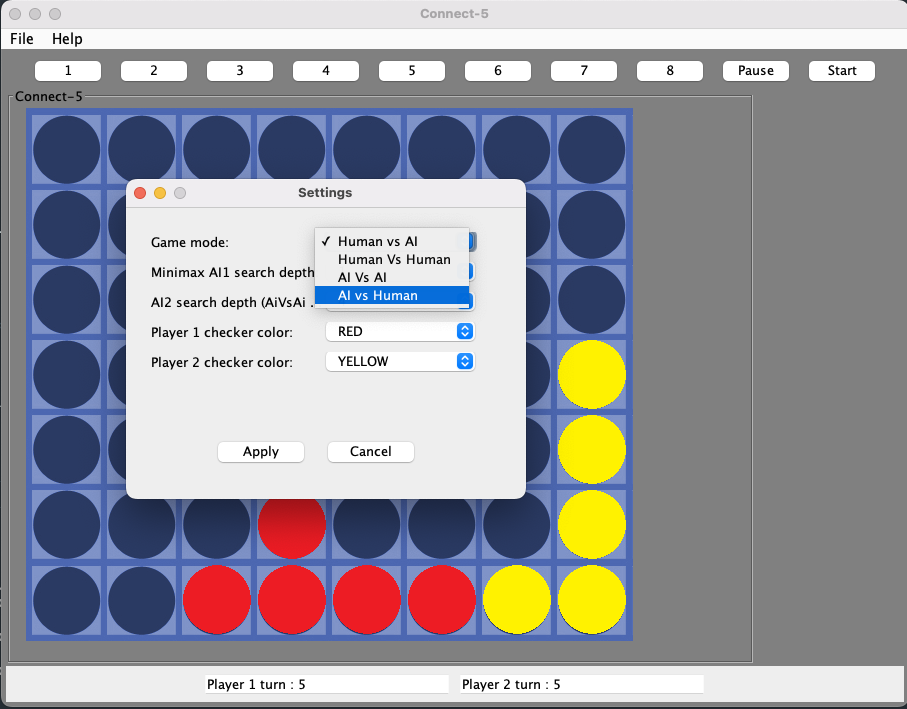 Connect-5
File Help
1 2 3 4 5 6 7 8 Pause Start
Connect-5
Settings
Game mode:
✓ Human vs AI
Human Vs Human
AI Vs AI
AI vs Human
Minimax AI1 search depth
AI2 search depth (AiVsAi .
Player 1 checker color: RED
Player 2 checker color: YELLOW
Apply Cancel
Player 1 turn : 5 Player 2 turn : 5